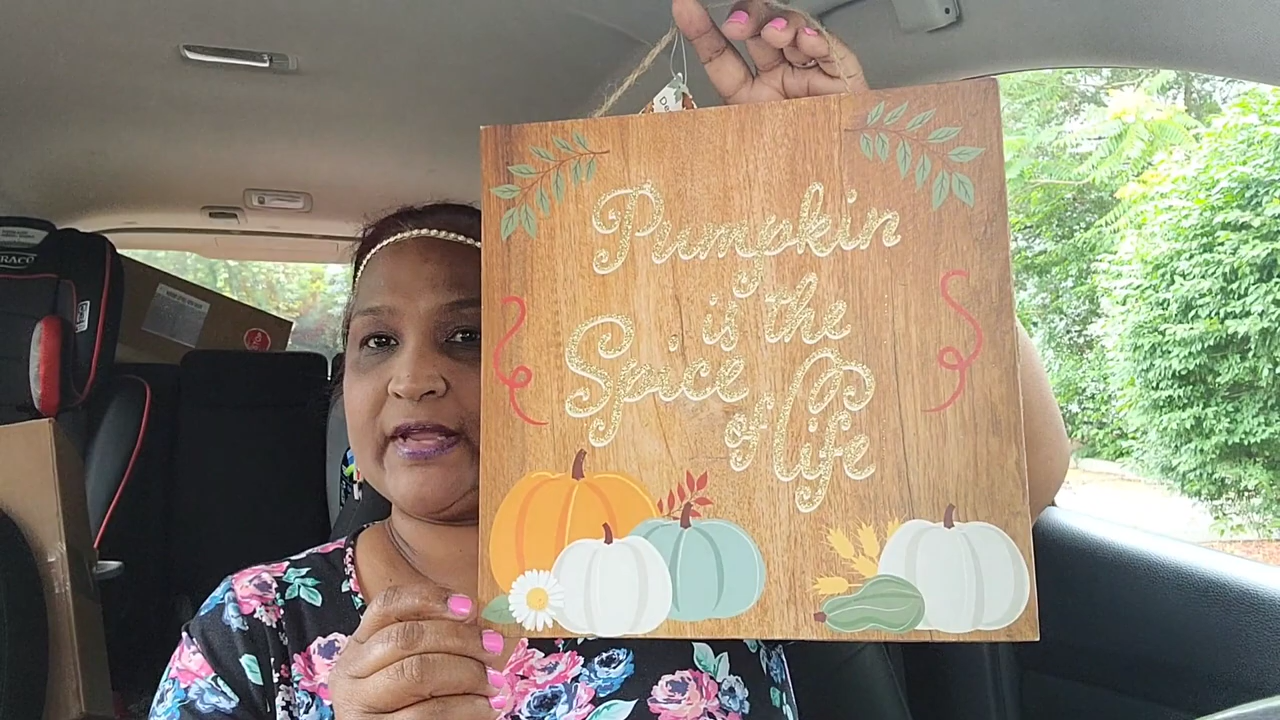 Pumpkin
is the
Spice
of Life